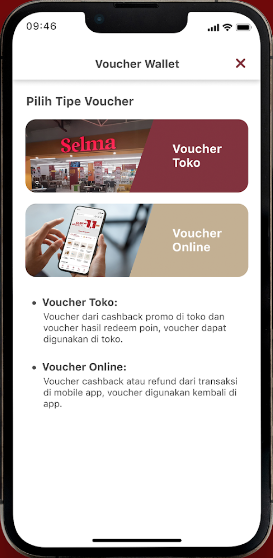 09:46
Voucher Wallet
Pilih Tipe Voucher
Selma
Voucher
Toko
Voucher
Online
• Voucher Toko:
Voucher dari cashback promo di toko dan
voucher hasil redeem poin, voucher dapat
digunakan di toko.
• Voucher Online:
Voucher cashback atau refund dari transaksi
di mobile app, voucher digunakan kembali di
app.